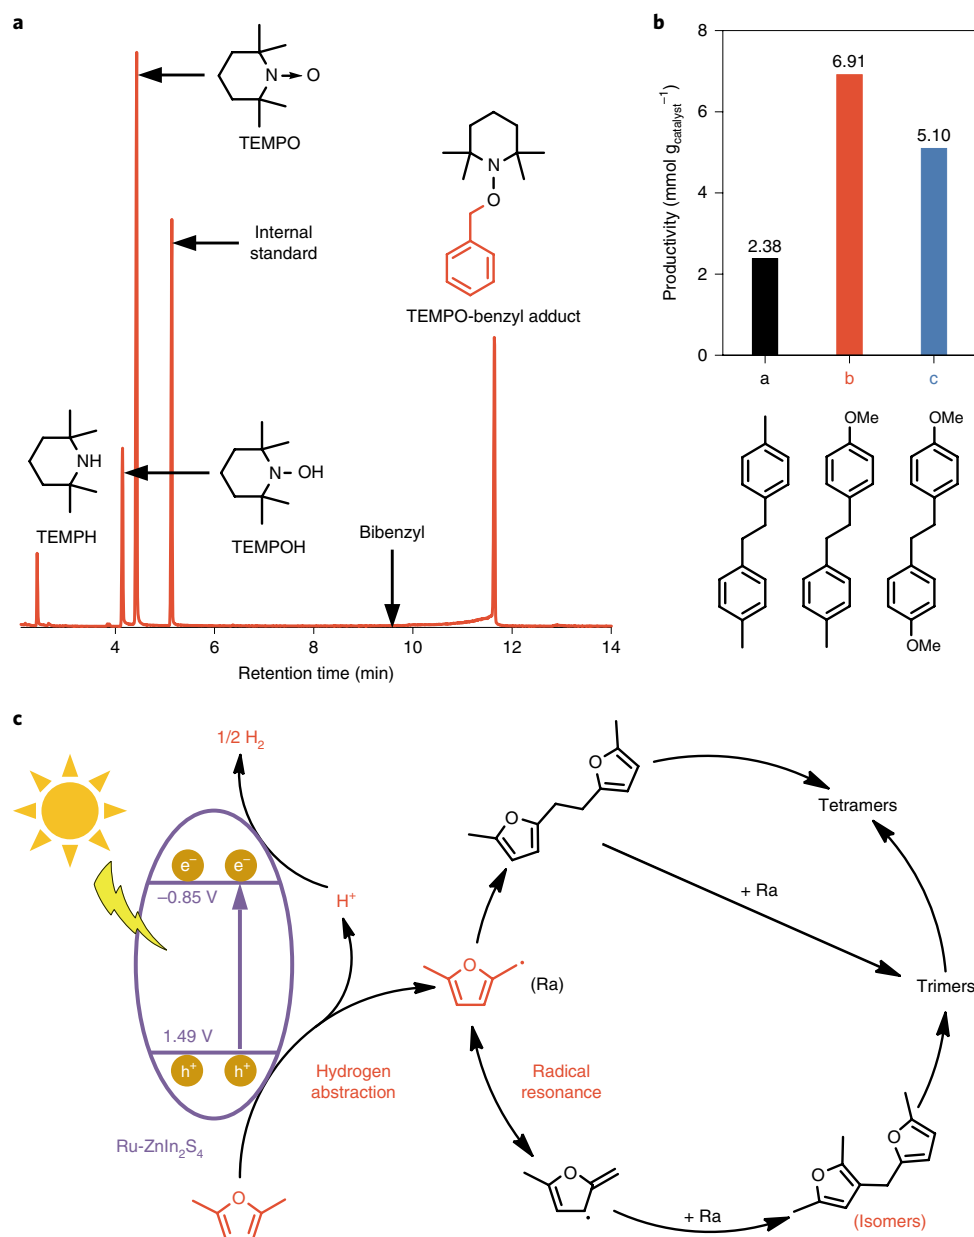 a
N
O
TEMPO
Internal
standard
N
O
TEMPO-benzyl adduct
NH
TEMPH
N
OH
TEMPOH
Bibenzyl
4
6
8
10
12
14
Retention time (min)
b
Productivity (mmol g_catalyst^−1)
8
6
4
2
0
2.38
6.91
5.10
a
b
c
OMe
OMe
OMe
c
1/2 H₂
e⁻
e⁻
–0.85 V
H⁺
1.49 V
h⁺
h⁺
Ru-ZnIn₂S₄
Hydrogen
abstraction
O
O
(Ra)
Radical
resonance
O
O
O
Tetramers
+ Ra
Trimers
O
+ Ra
O
O
(Isomers)